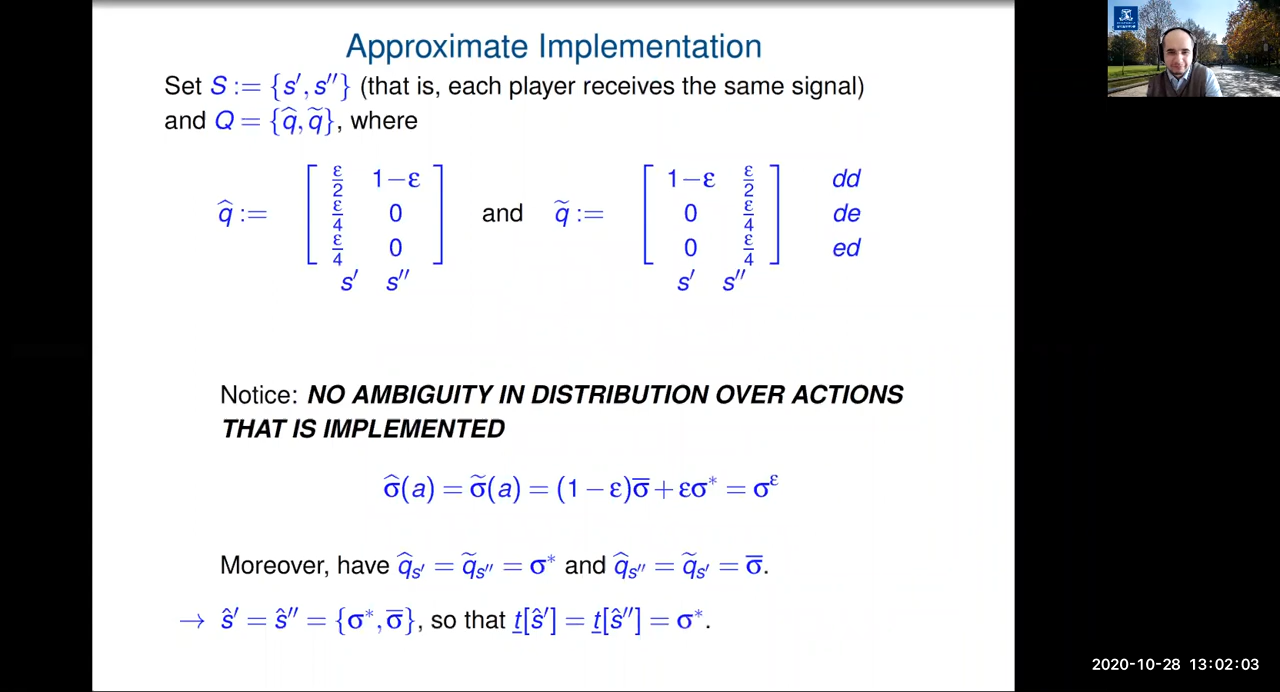 Approximate Implementation
Set S := {s′, s″} (that is, each player receives the same signal)
and Q = {q̂, q̃}, where
q̂ := [ ε/2 1−ε ; ε/4 0 ; ε/4 0 ] and q̃ := [ 1−ε ε/2 ; 0 ε/4 ; 0 ε/4 ] dd de ed
s′ s″ s′ s″
Notice: NO AMBIGUITY IN DISTRIBUTION OVER ACTIONS
THAT IS IMPLEMENTED
σ̂(a) = σ̃(a) = (1 − ε)σ̅ + εσ* = σ^ε
Moreover, have q̂_s′ = q̃_s″ = σ* and q̂_s″ = q̃_s′ = σ̅.
→ ŝ′ = ŝ″ = {σ*, σ̅}, so that t̲[ŝ′] = t̲[ŝ″] = σ*.
2020-10-28 13:02:03